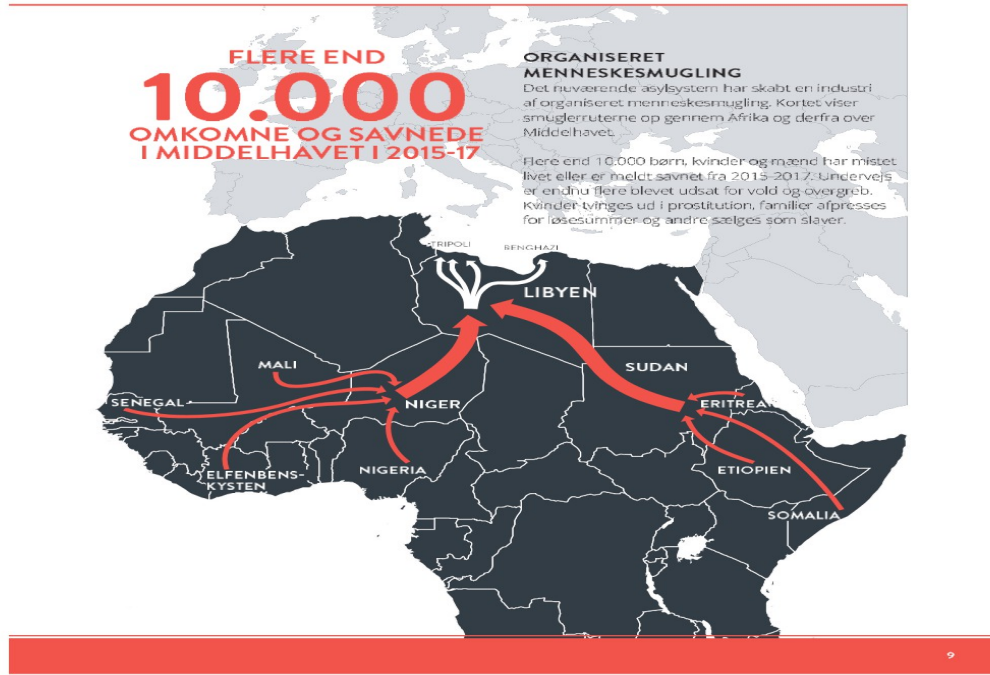 FLERE END
10.000
OMKOMNE OG SAVNEDE
I MIDDELHAVET I 2015-17
ORGANISERET
MENNESKESMUGLING
Det nuværende asylsystem har skabt en industri
af organiseret menneskesmugling. Kortet viser
smuglerruterne op gennem Afrika og derfra over
Middelhavet.
Flere end 10.000 børn, kvinder og mænd har mistet
livet eller er meldt savnet fra 2015-2017. Undervejs
er endnu flere blevet udsat for vold og overgreb.
Kvinder tvinges ud i prostitution, familier afpresses
for løsesummer og andre sælges som slaver.
TRIPOLI
BENGHAZI
LIBYEN
MALI
SUDAN
SENEGAL
NIGER
ERITREA
NIGERIA
ETIOPIEN
ELFENBENS-
KYSTEN
SOMALIA
9